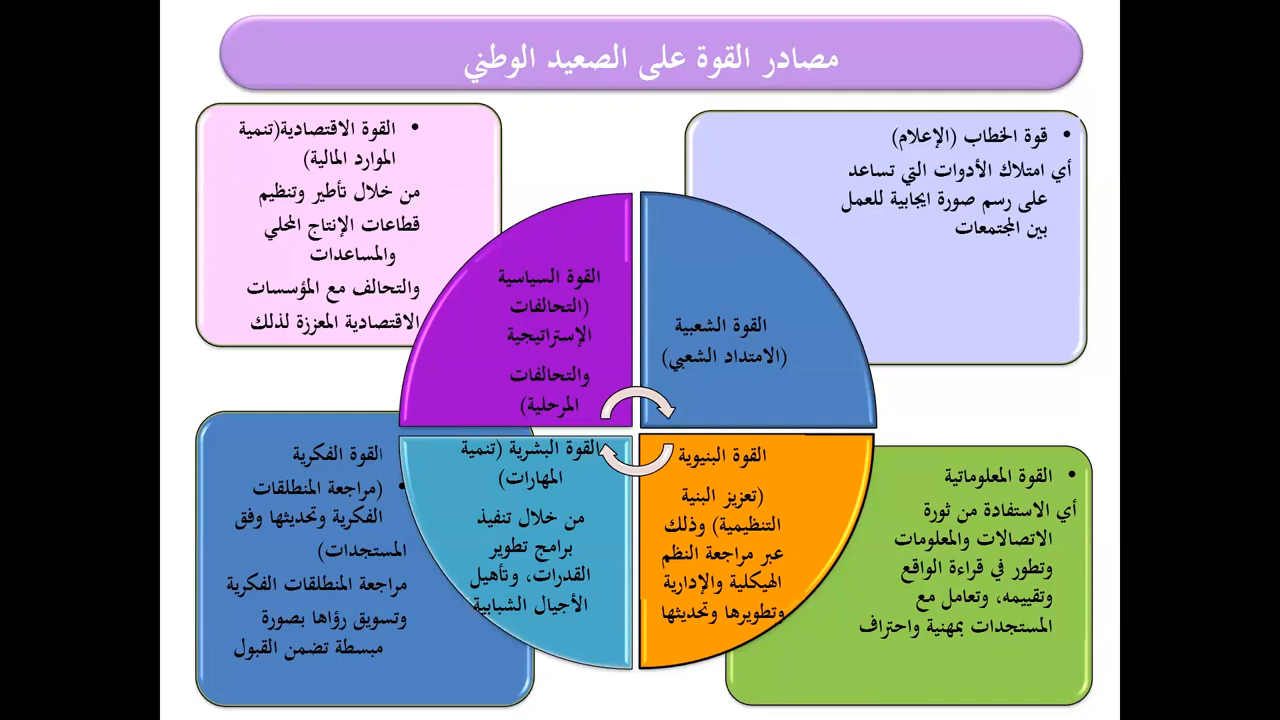 مصادر القوة على الصعيد الوطني
• قوة الخطاب (الإعلام)
أي امتلاك الأدوات التي تساعد
على رسم صورة ايجابية للعمل
بين المجتمعات
• القوة الاقتصادية(تنمية
الموارد المالية)
من خلال تأطير وتنظيم
قطاعات الإنتاج المحلي
والمساعدات
والتحالف مع المؤسسات
الاقتصادية المعززة لذلك
القوة الشعبية
(الامتداد الشعبي)
القوة السياسية
(التحالفات
الإستراتيجية
والتحالفات
المرحلية)
القوة البنيوية
(تعزيز البنية
التنظيمية) وذلك
عبر مراجعة النظم
الهيكلية والإدارية
وتطويرها وتحديثها
القوة البشرية (تنمية
المهارات)
من خلال تنفيذ
برامج تطوير
القدرات، وتأهيل
الأجيال الشبابية
• القوة المعلوماتية
أي الاستفادة من ثورة
الاتصالات والمعلومات
وتطور في قراءة الواقع
وتقييمه، وتعامل مع
المستجدات بمهنية واحتراف
القوة الفكرية
• (مراجعة المنطلقات
الفكرية وتحديثها وفق
المستجدات)
مراجعة المنطلقات الفكرية
وتسويق رؤاها بصورة
مبسطة تضمن القبول